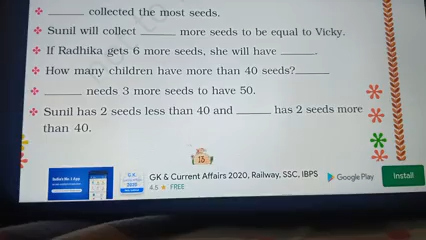 _____ collected the most seeds.
Sunil will collect _____ more seeds to be equal to Vicky.
If Radhika gets 6 more seeds, she will have _____.
How many children have more than 40 seeds?_____
_____ needs 3 more seeds to have 50.
Sunil has 2 seeds less than 40 and _____ has 2 seeds more
than 40.
13
GK & Current Affairs 2020, Railway, SSC, IBPS
4.5 ★ FREE
Google Play
Install